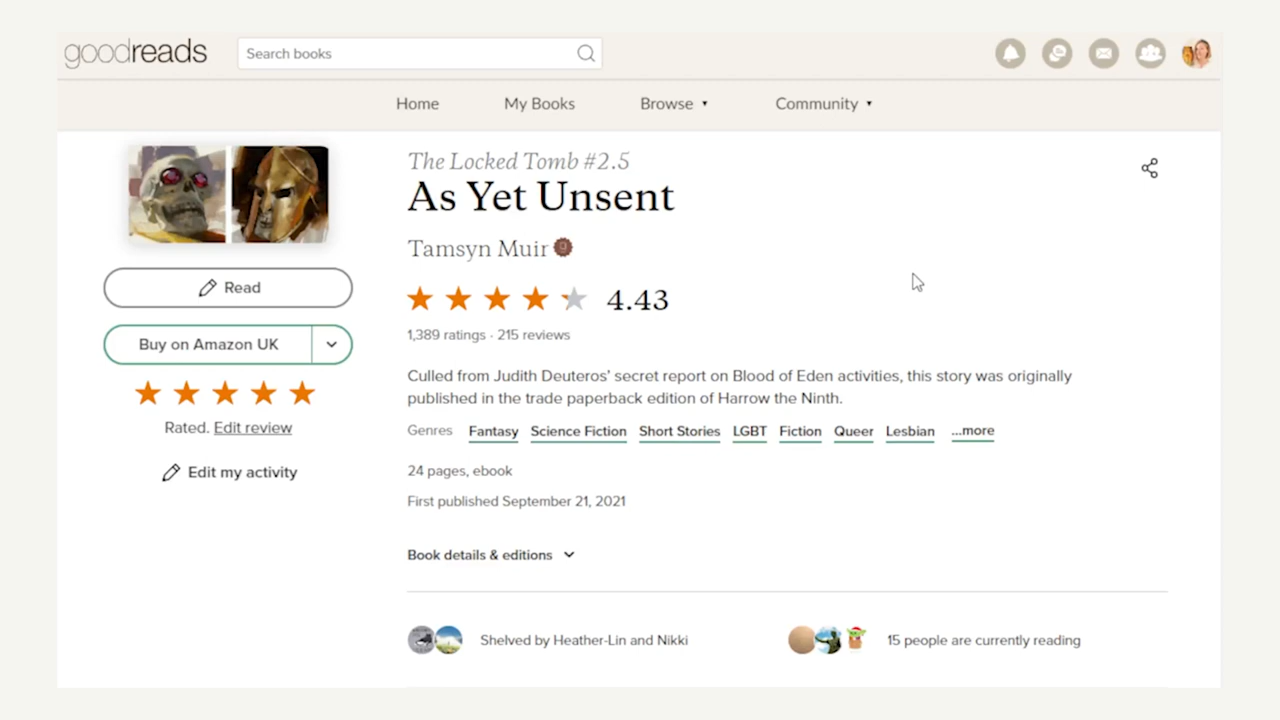 goodreads
Search books
Home My Books Browse Community
The Locked Tomb #2.5
As Yet Unsent
Tamsyn Muir
4.43
1,389 ratings · 215 reviews
Read
Buy on Amazon UK
Rated. Edit review
Edit my activity
Culled from Judith Deuteros' secret report on Blood of Eden activities, this story was originally
published in the trade paperback edition of Harrow the Ninth.
Genres Fantasy Science Fiction Short Stories LGBT Fiction Queer Lesbian ...more
24 pages, ebook
First published September 21, 2021
Book details & editions
Shelved by Heather-Lin and Nikki
15 people are currently reading